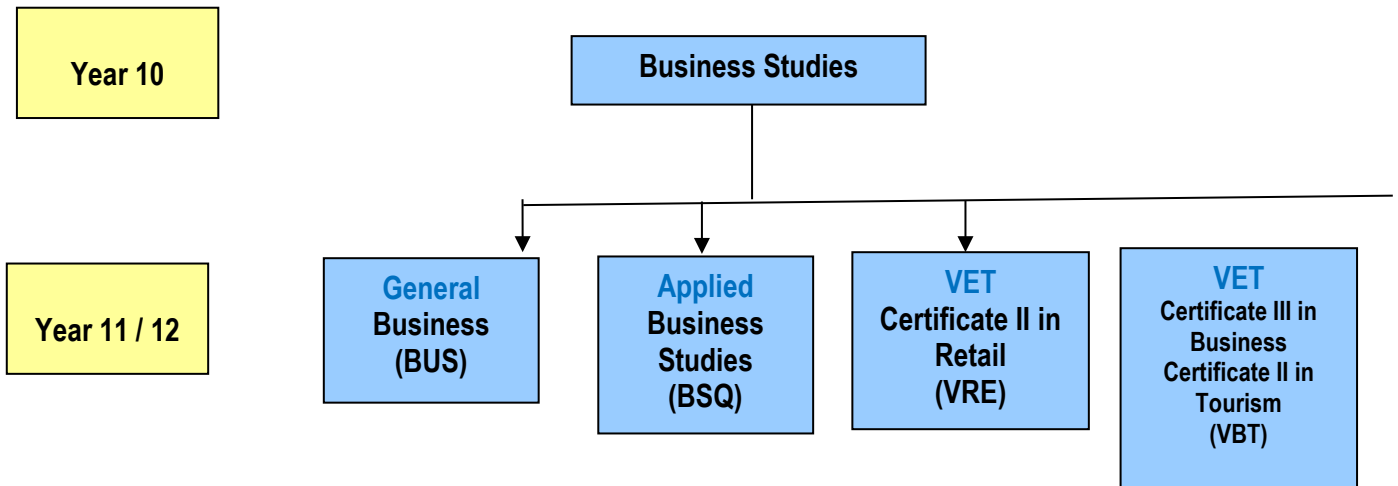 Year 10
Business Studies
Year 11 / 12
General
Business
(BUS)
Applied
Business
Studies
(BSQ)
VET
Certificate II in
Retail
(VRE)
VET
Certificate III in
Business
Certificate II in
Tourism
(VBT)